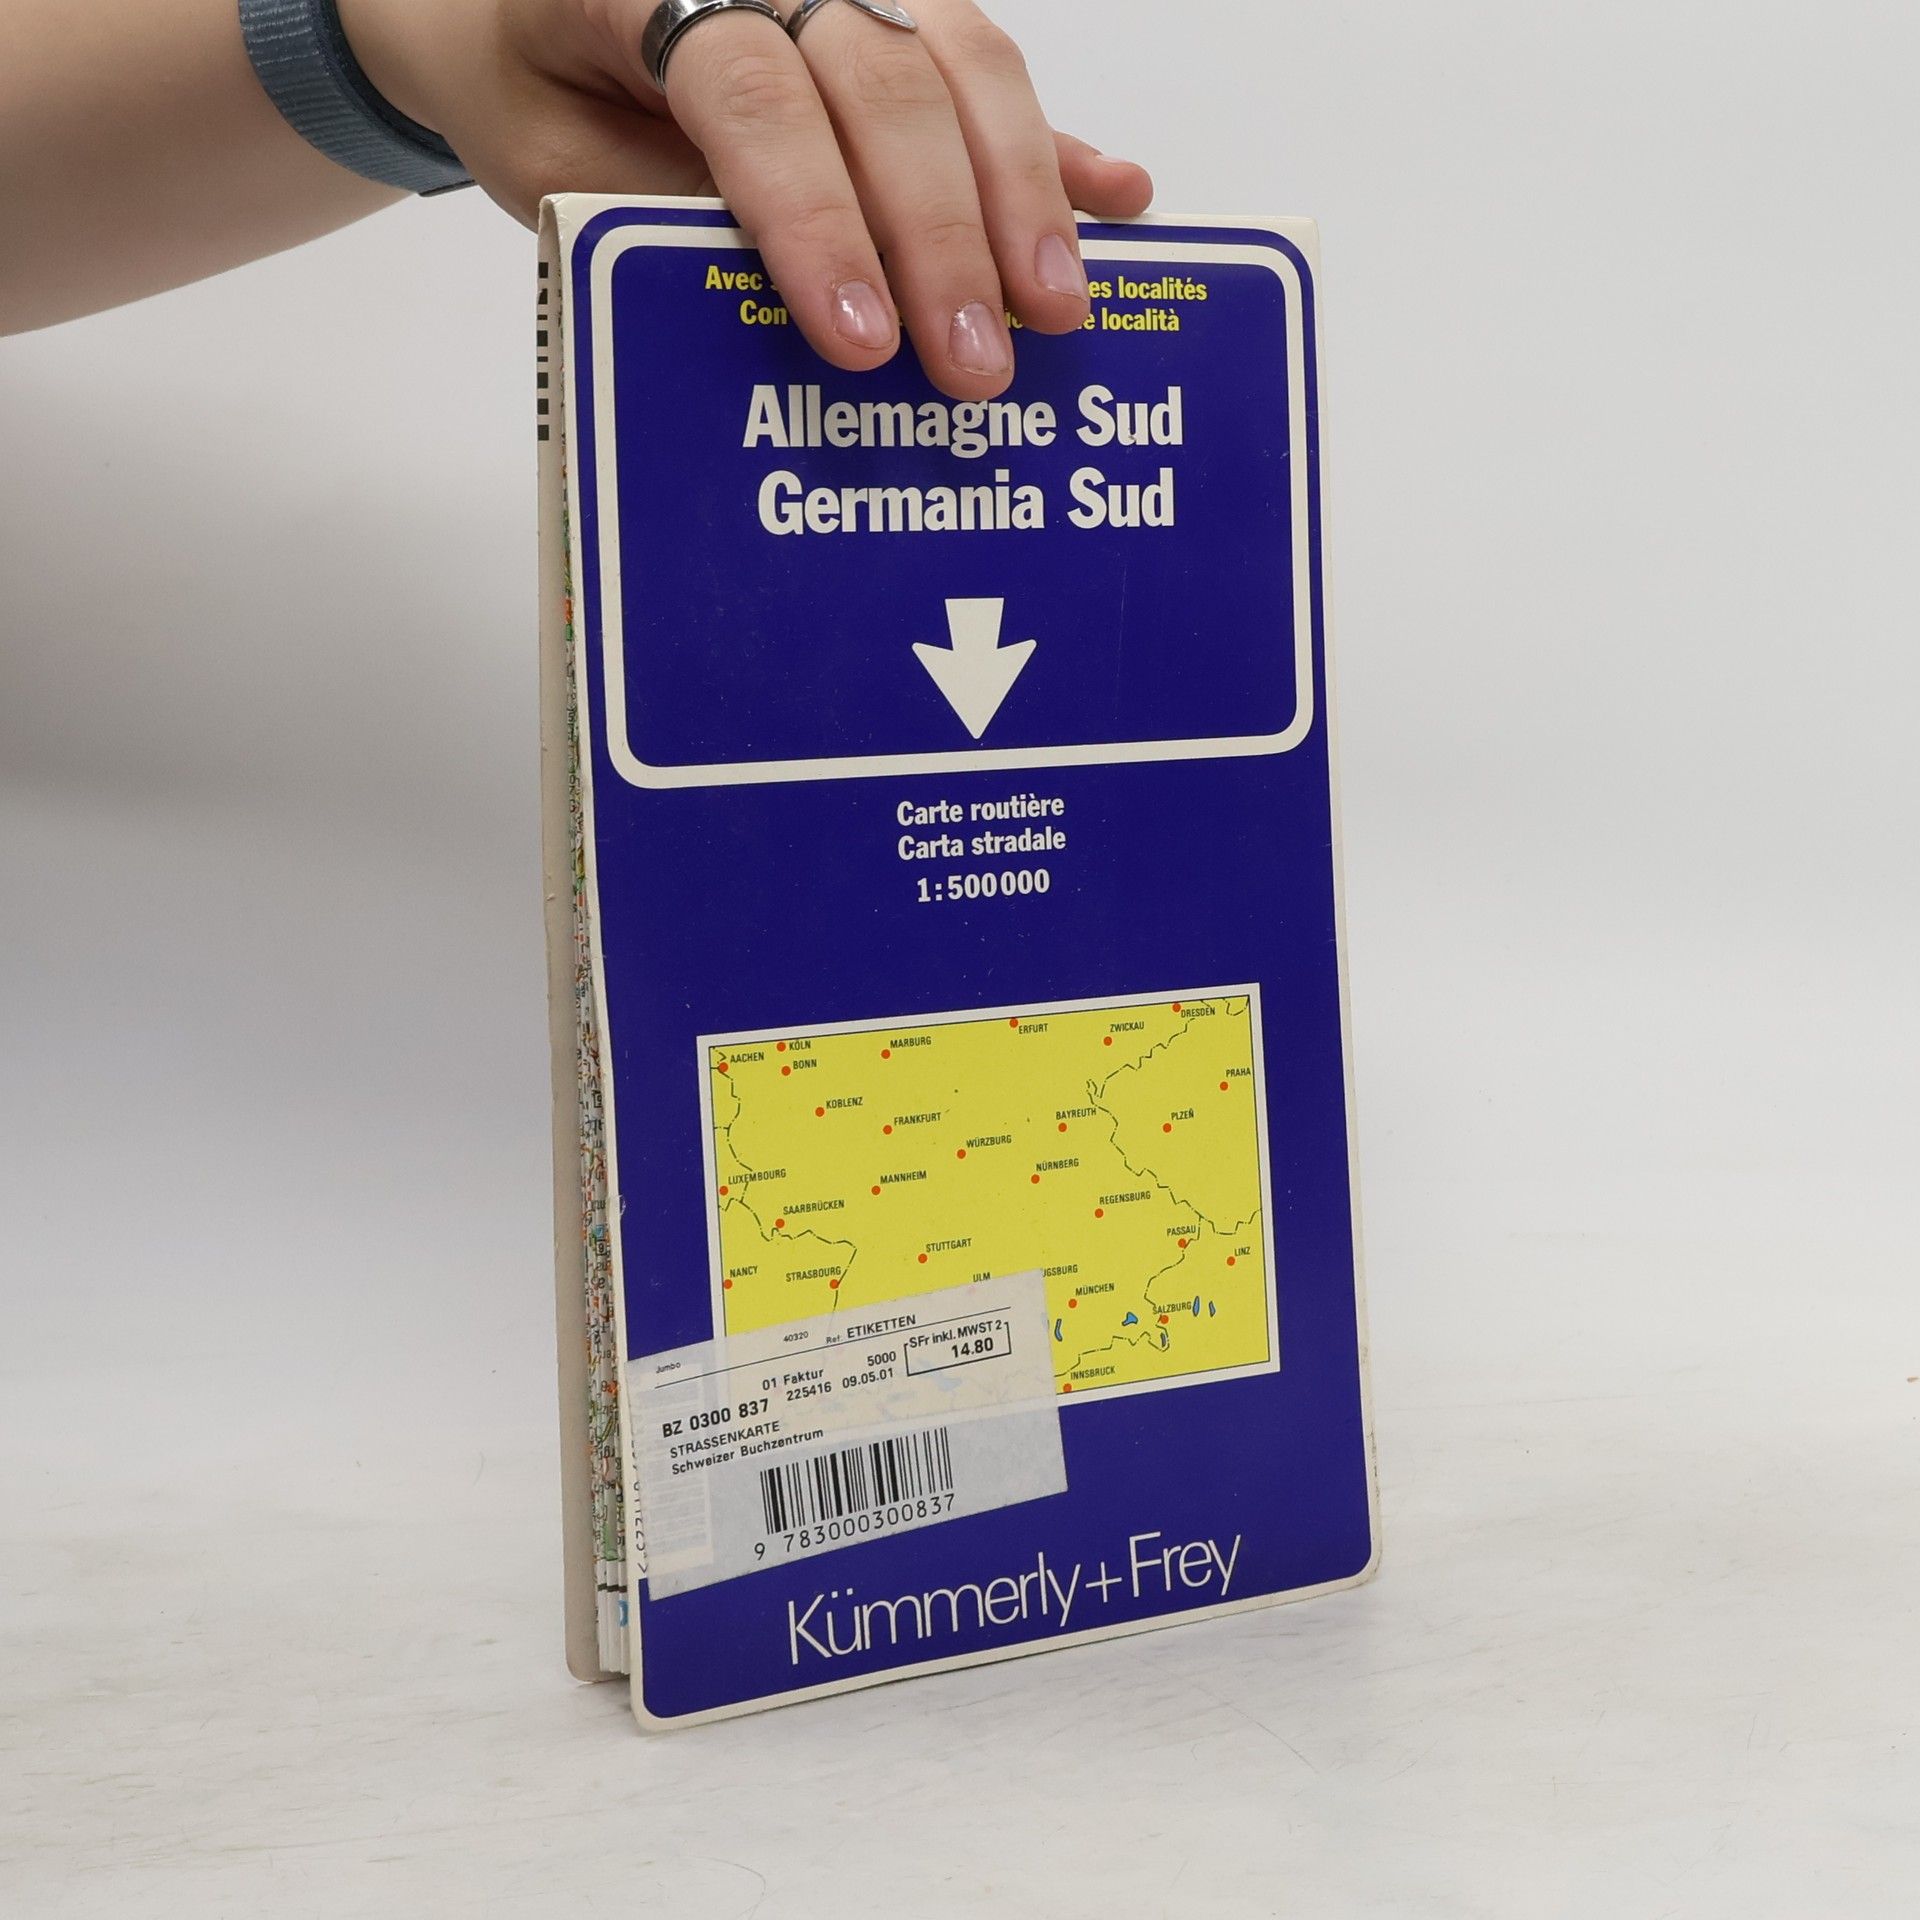 Avec es localités
Con località
Allemagne Sud
Germania Sud
Carte routière
Carta stradale
1:500000
DRESDEN
ERFURT
ZWICKAU
KÖLN
MARBURG
AACHEN
BONN
PRAHA
KOBLENZ
FRANKFURT
BAYREUTH
PLZEŇ
WÜRZBURG
NÜRNBERG
LUXEMBOURG
MANNHEIM
REGENSBURG
SAARBRÜCKEN
PASSAU
STUTTGART
LINZ
NANCY
STRASBOURG
ULM
UGSBURG
MÜNCHEN
SALZBURG
INNSBRUCK
40320 Ref. ETIKETTEN
Jumbo 5000 SFr inkl. MWST 2
01 Faktur 14.80
225416 09.05.01
BZ 0300 837
STRASSENKARTE
Schweizer Buchzentrum
9 783000300837
Kümmerly+Frey